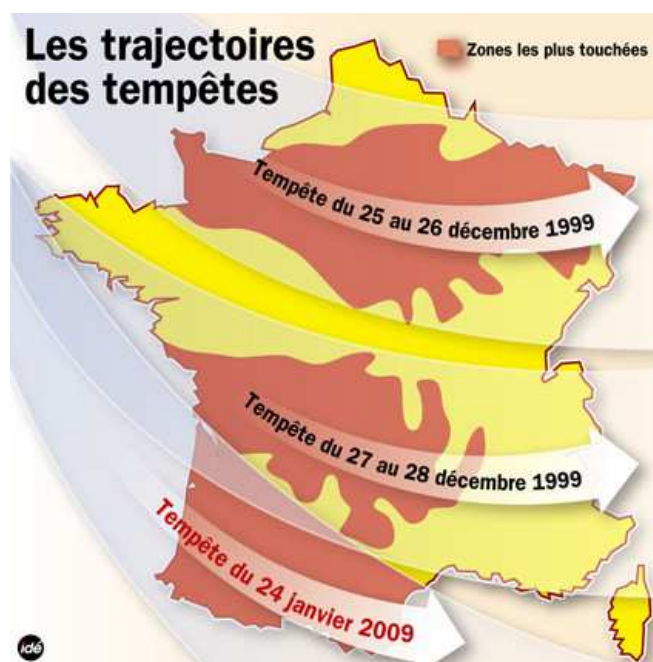 Les trajectoires
des tempêtes
Zones les plus touchées
Tempête du 25 au 26 décembre 1999
Tempête du 27 au 28 décembre 1999
Tempête du 24 janvier 2009
idé